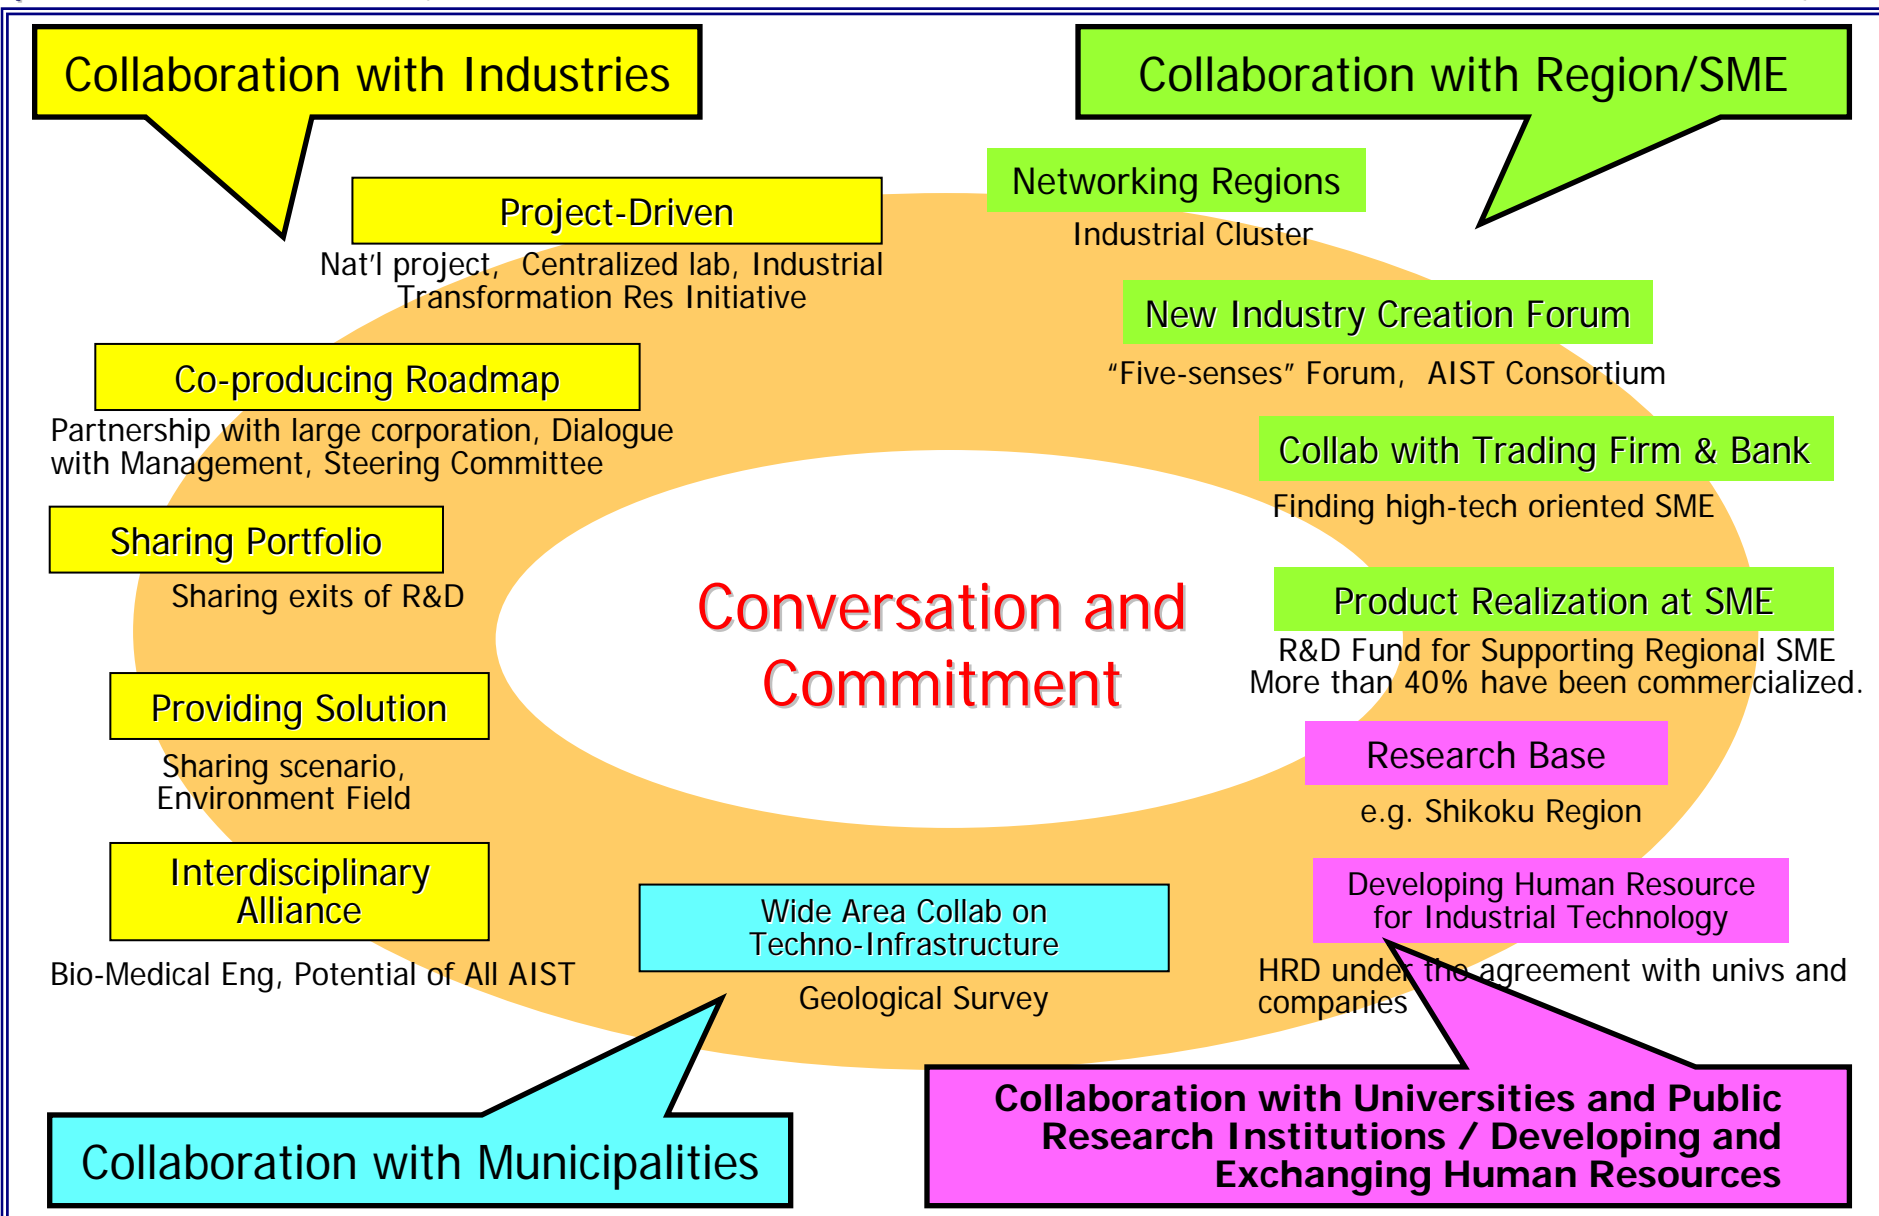 Collaboration with Industries
Collaboration with Region/SME
Project-Driven
Nat'l project,  Centralized lab, Industrial
Transformation Res Initiative
Co-producing Roadmap
Partnership with large corporation, Dialogue
with Management, Steering Committee
Sharing Portfolio
Sharing exits of R&D
Providing Solution
Sharing scenario,
Environment Field
Interdisciplinary
Alliance
Bio-Medical Eng, Potential of All AIST
Networking Regions
Industrial Cluster
New Industry Creation Forum
“Five-senses” Forum,  AIST Consortium
Collab with Trading Firm & Bank
Finding high-tech oriented SME
Product Realization at SME
R&D Fund for Supporting Regional SME
More than 40% have been commercialized.
Research Base
e.g. Shikoku Region
Developing Human Resource
for Industrial Technology
HRD under the agreement with univs and
companies
Conversation and
Commitment
Wide Area Collab on
Techno-Infrastructure
Geological Survey
Collaboration with Municipalities
Collaboration with Universities and Public
Research Institutions / Developing and
Exchanging Human Resources